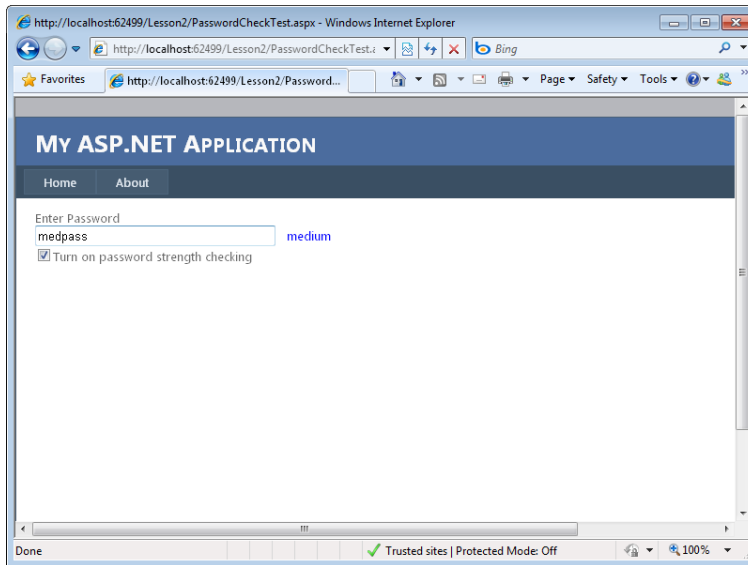 http://localhost:62499/Lesson2/PasswordCheckTest.aspx - Windows Internet Explorer
http://localhost:62499/Lesson2/PasswordCheckTest.a
Bing
Favorites
http://localhost:62499/Lesson2/Password...
Page
Safety
Tools
»
MY ASP.NET APPLICATION
Home
About
Enter Password
medpass
medium
Turn on password strength checking
Done
Trusted sites | Protected Mode: Off
100%